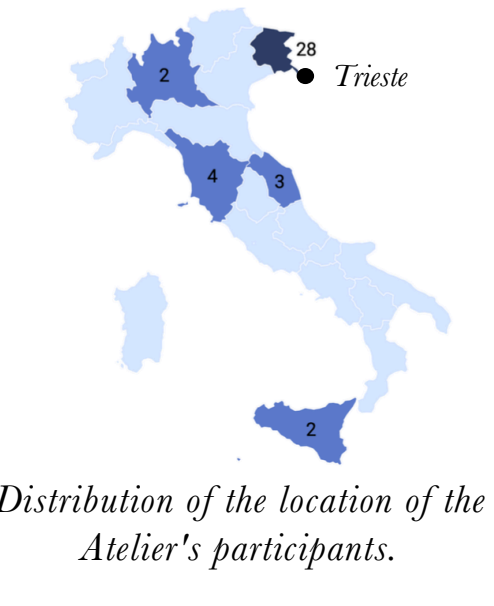 28
2
Trieste
4
3
2
Distribution of the location of the
Atelier's participants.